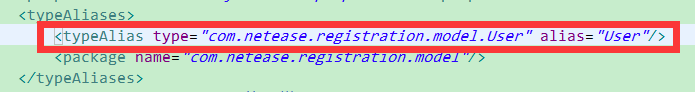 <typeAliases>
<typeAlias type="com.netease.registration.model.User" alias="User"/>
<package name="com.netease.registration.model"/>
</typeAliases>